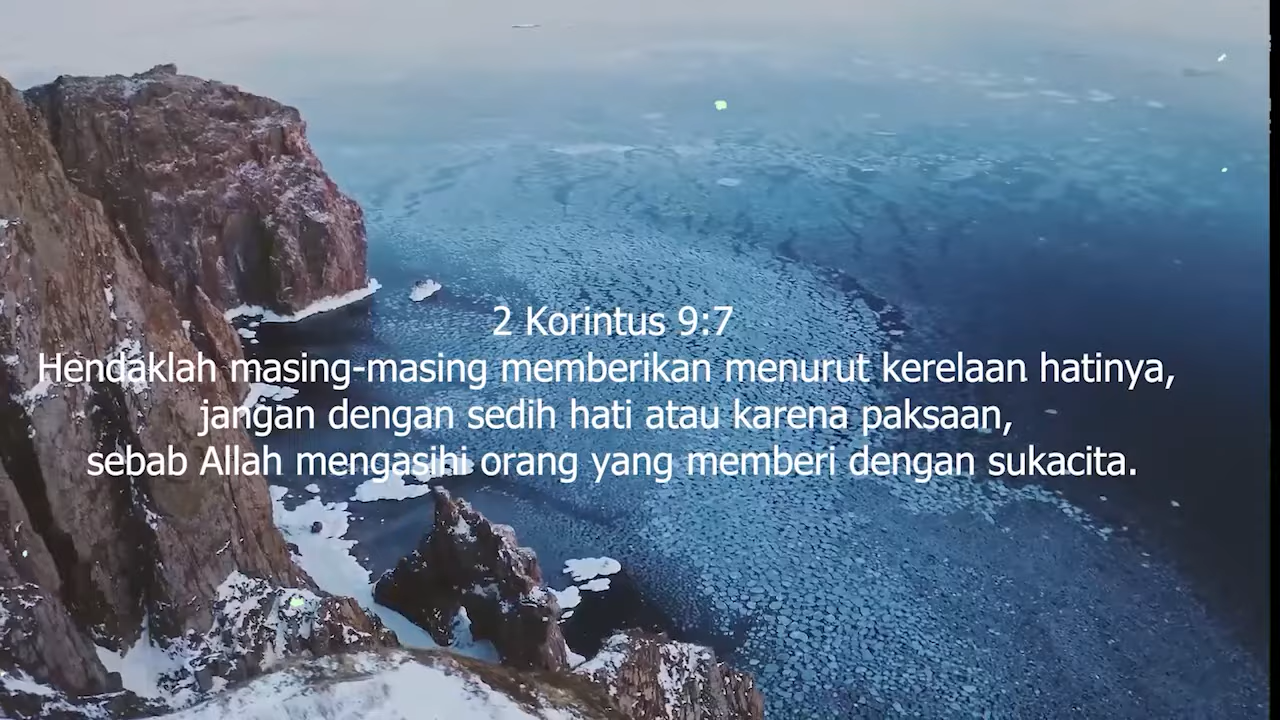 2 Korintus 9:7
Hendaklah masing-masing memberikan menurut kerelaan hatinya,
jangan dengan sedih hati atau karena paksaan,
sebab Allah mengasihi orang yang memberi dengan sukacita.